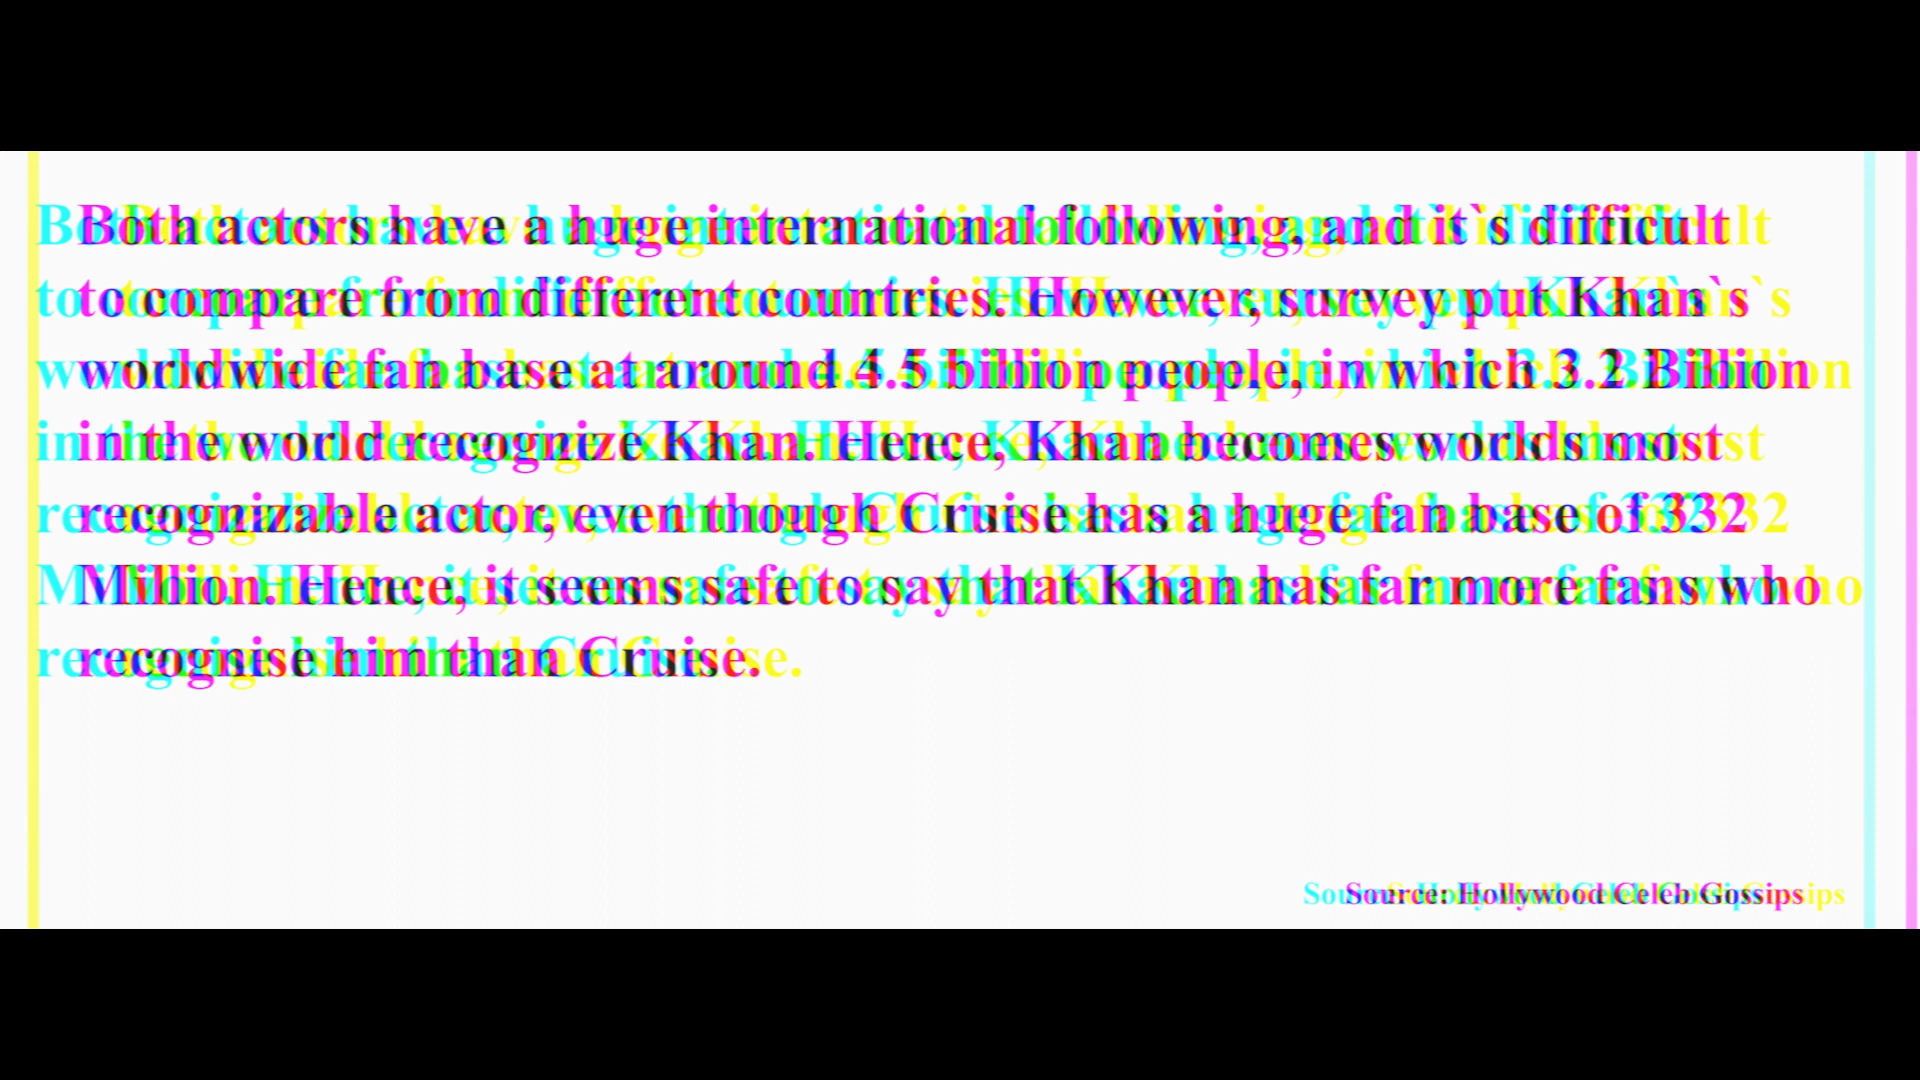 Both actors have a huge international following, and it`s difficult
to compare from different countries. However, survey put Khan`s
worldwide fan base at around 4.5 billion people, in which 3.2 Billion
in the world recognize Khan. Hence, Khan becomes worlds most
recognizable actor, even though Cruise has a huge fan base of 332
Million. Hence, it seems safe to say that Khan has far more fans who
recognise him than Cruise.
Source: Hollywood Celeb Gossips